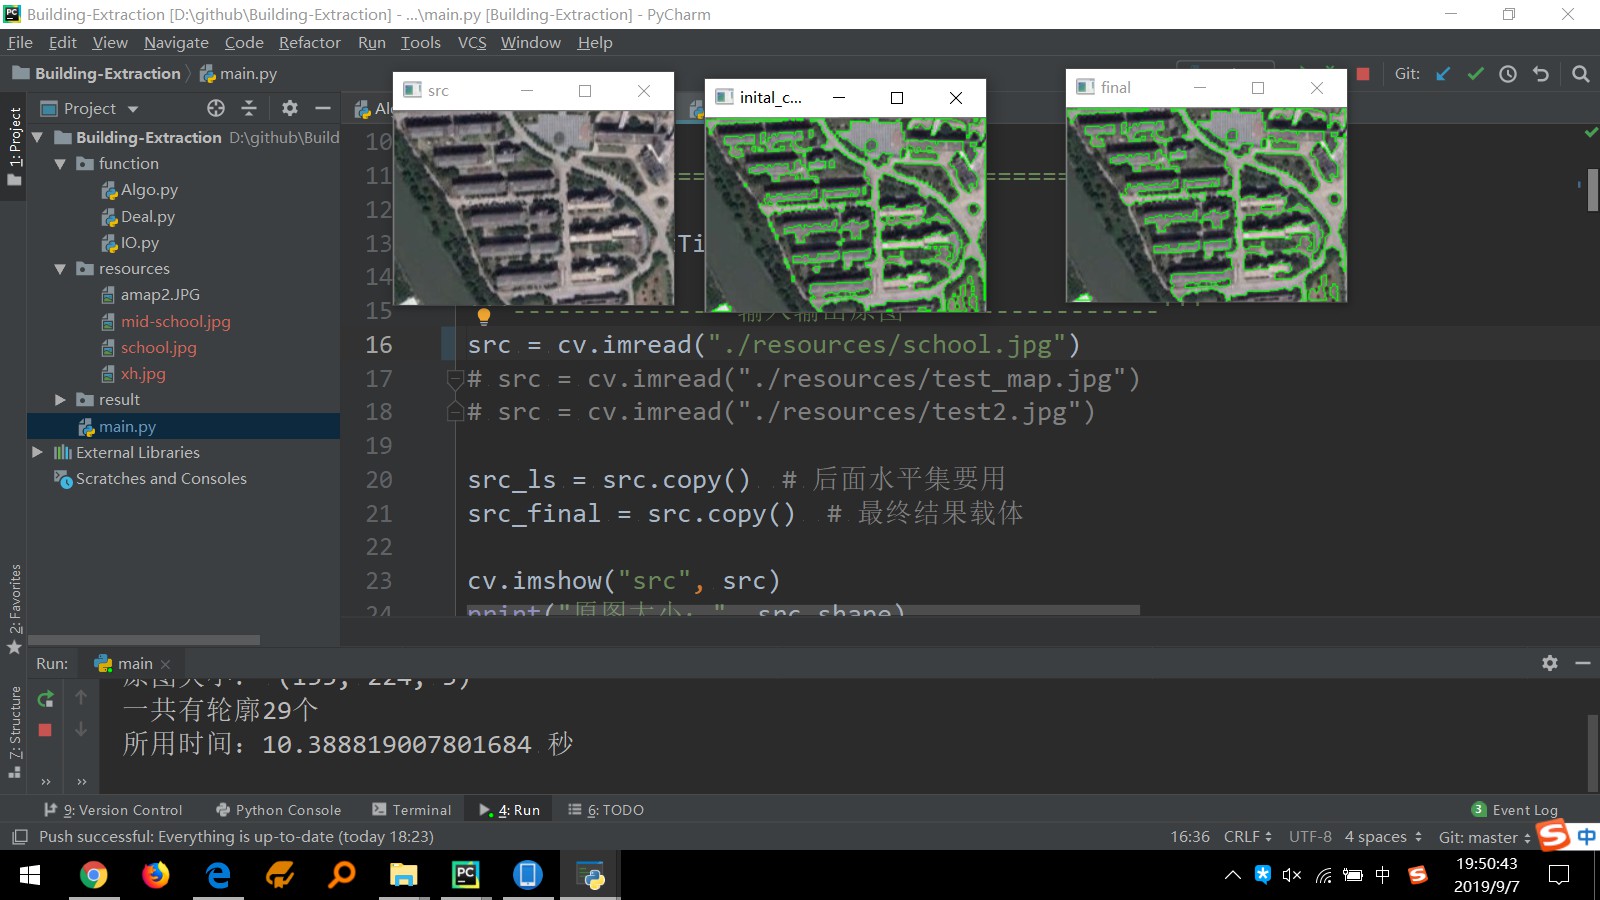 Building-Extraction [D:\github\Building-Extraction] - ...\main.py [Building-Extraction] - PyCharm
File Edit View Navigate Code Refactor Run Tools VCS Window Help
Building-Extraction main.py
Git:
src
inital_c...
final
1: Project
Project
Building-Extraction D:\github\Build
function
Algo.py
Deal.py
IO.py
resources
amap2.JPG
mid-school.jpg
school.jpg
xh.jpg
result
main.py
External Libraries
Scratches and Consoles
10
11
12
13
14
15
16 src = cv.imread("./resources/school.jpg")
17 # src = cv.imread("./resources/test_map.jpg")
18 # src = cv.imread("./resources/test2.jpg")
19
20 src_ls = src.copy() # 后面水平集要用
21 src_final = src.copy() # 最终结果载体
22
23 cv.imshow("src", src)
24 print("原图大小: ", src.shape)
2: Favorites
7: Structure
Run: main
一共有轮廓29个
所用时间: 10.388819007801684 秒
9: Version Control Python Console Terminal 4: Run 6: TODO 3 Event Log
Push successful: Everything is up-to-date (today 18:23) 16:36 CRLF UTF-8 4 spaces Git: master 中
PC 中 19:50:43
2019/9/7